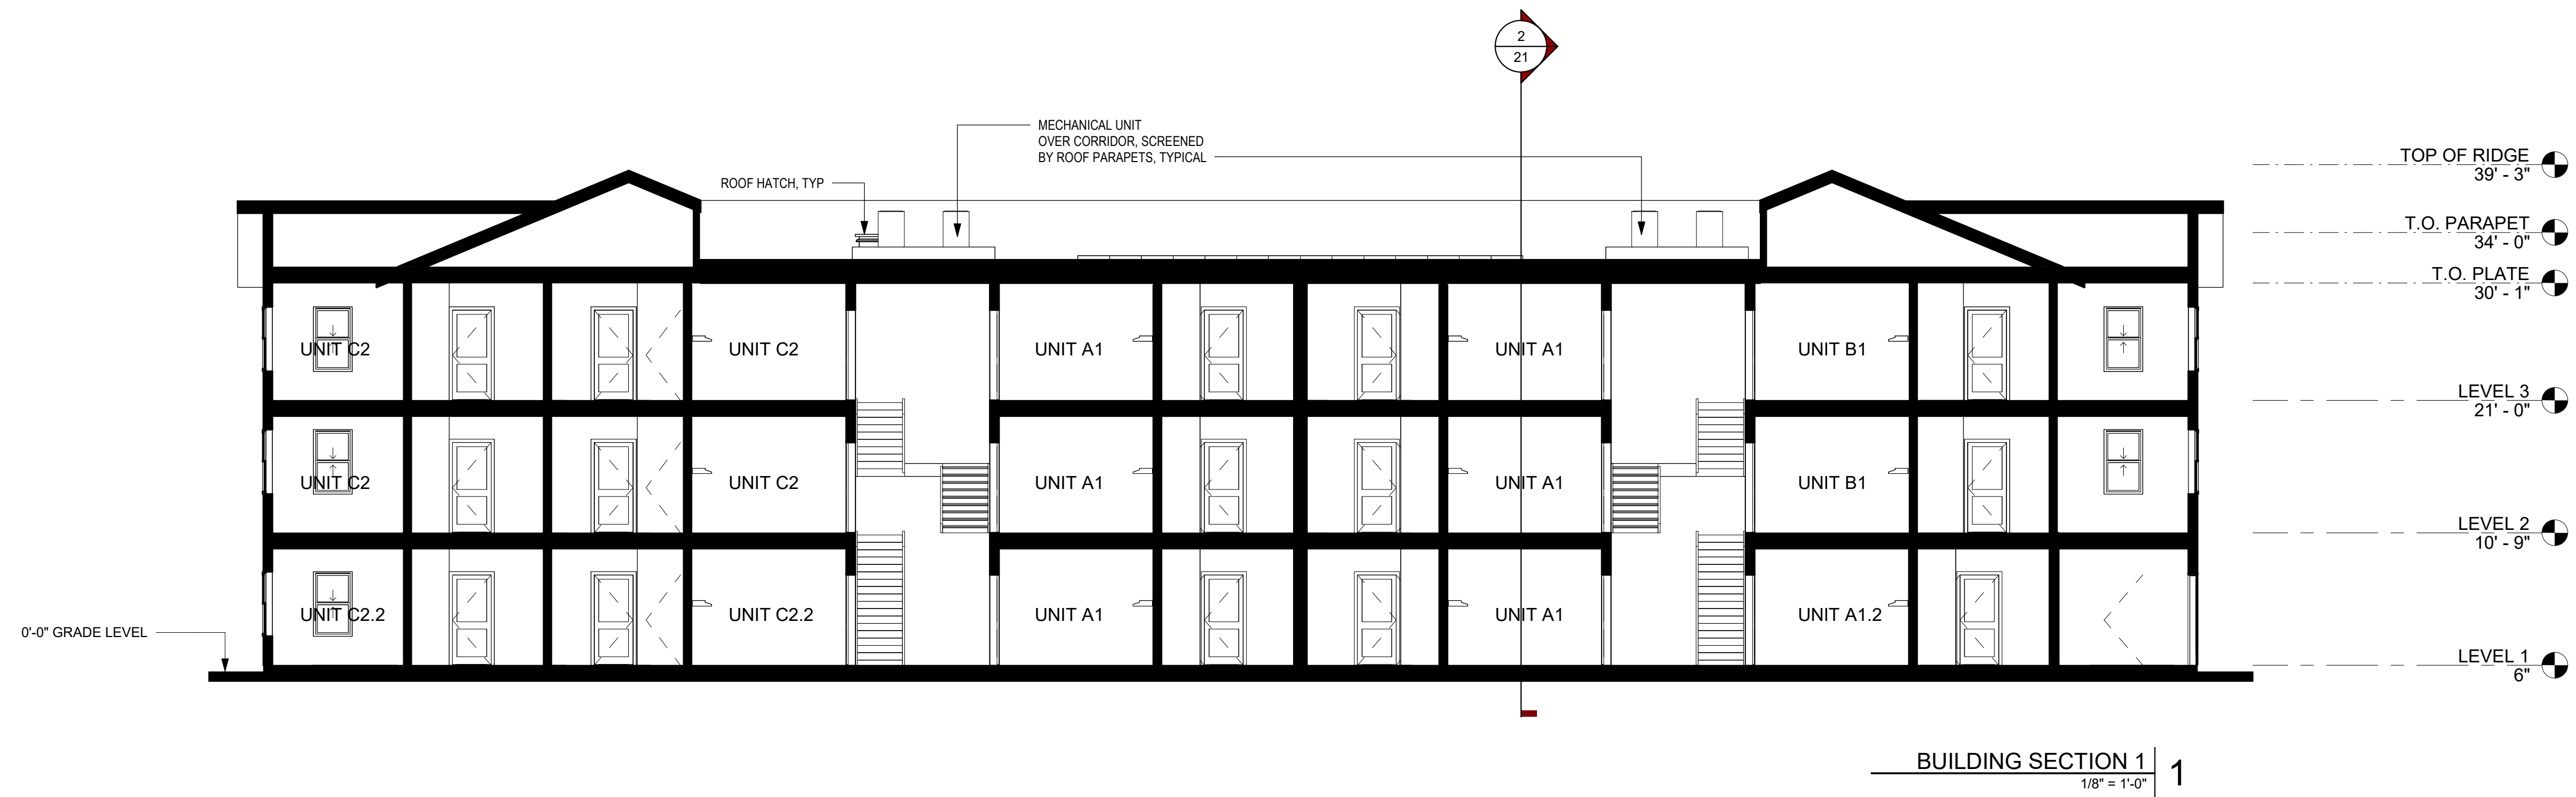 2
21
MECHANICAL UNIT
OVER CORRIDOR, SCREENED
BY ROOF PARAPETS, TYPICAL
ROOF HATCH, TYP
TOP OF RIDGE
39' - 3"
T.O. PARAPET
34' - 0"
T.O. PLATE
30' - 1"
UNIT C2
UNIT C2
UNIT A1
UNIT A1
UNIT B1
LEVEL 3
21' - 0"
UNIT C2
UNIT C2
UNIT A1
UNIT A1
UNIT B1
LEVEL 2
10' - 9"
UNIT C2.2
UNIT C2.2
UNIT A1
UNIT A1
UNIT A1.2
0'-0" GRADE LEVEL
LEVEL 1
6"
BUILDING SECTION 1
1/8" = 1'-0"
1